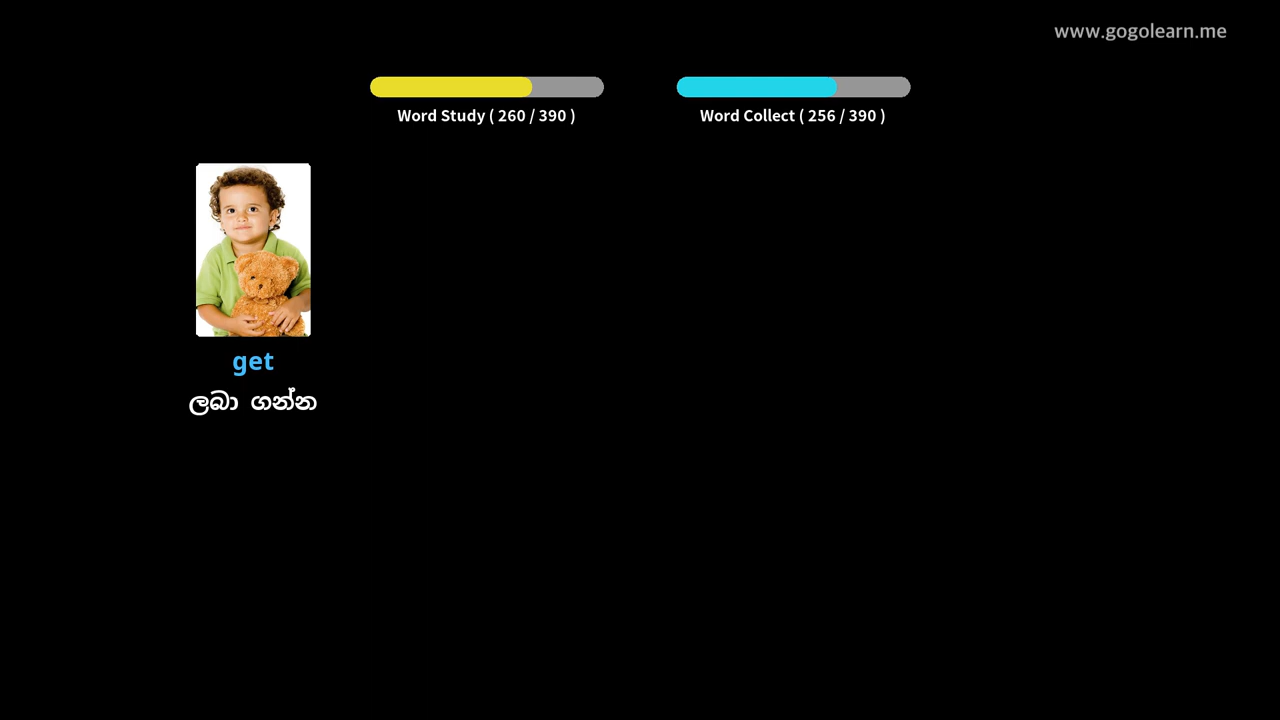 www.gogolearn.me
Word Study ( 260 / 390 )
Word Collect ( 256 / 390 )
get
ලබා ගන්න